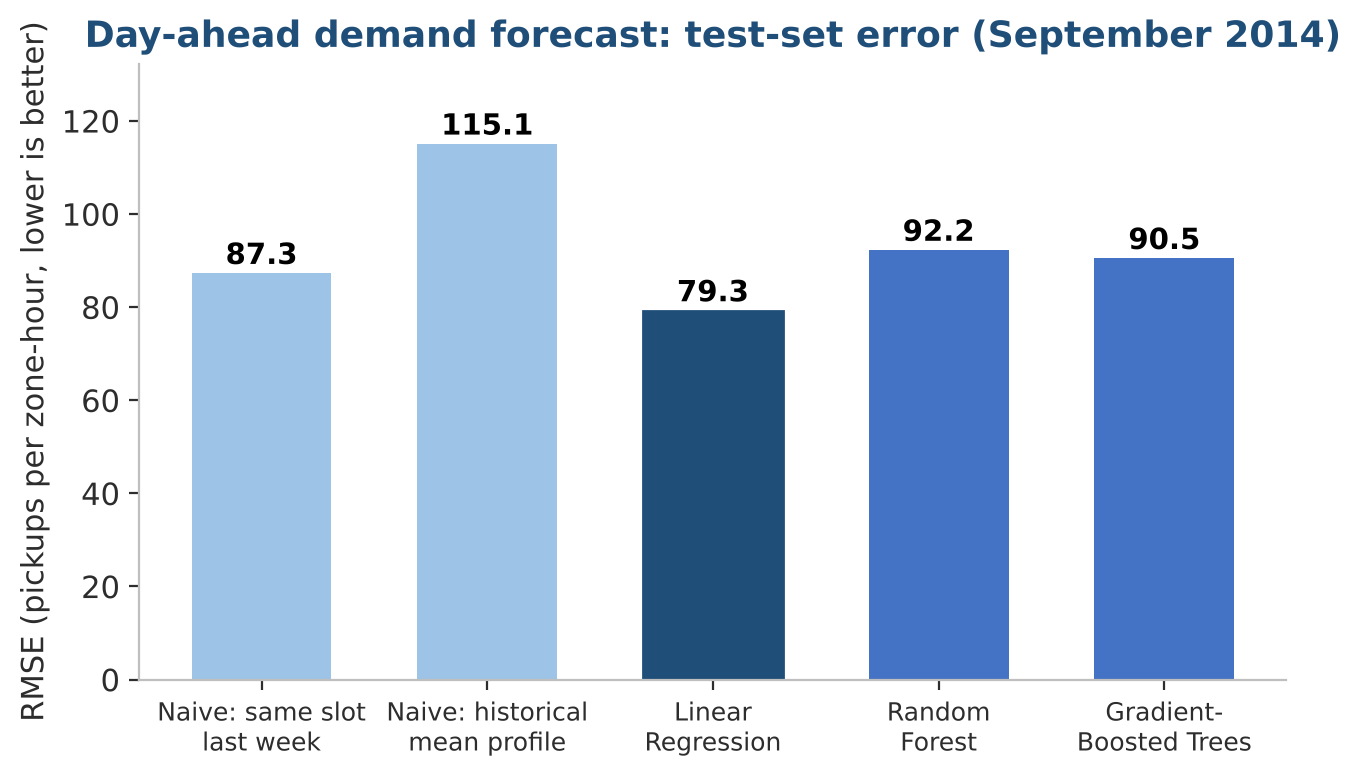 Day-ahead demand forecast: test-set error (September 2014)
RMSE (pickups per zone-hour, lower is better)
120
100
80
60
40
20
0
87.3
115.1
79.3
92.2
90.5
Naive: same slot
last week
Naive: historical
mean profile
Linear
Regression
Random
Forest
Gradient-
Boosted Trees